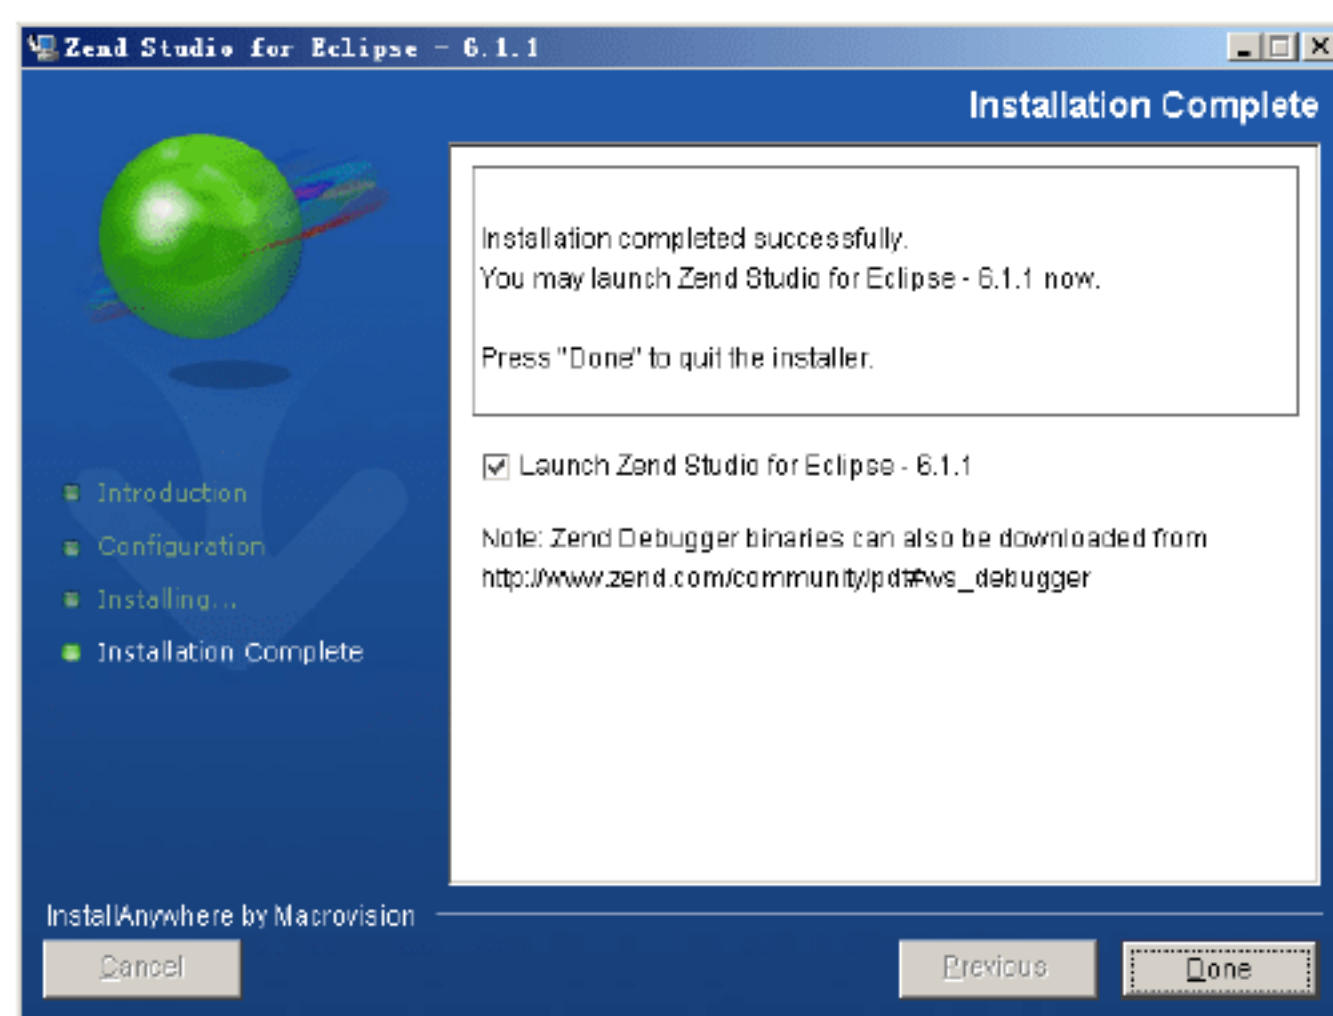 Zend Studio for Eclipse - 6.1.1
Installation Complete
Installation completed successfully.
You may launch Zend Studio for Eclipse - 6.1.1 now.
Press "Done" to quit the installer.
Launch Zend Studio for Eclipse - 6.1.1
Note: Zend Debugger binaries can also be downloaded from
http://www.zend.com/community/pdt#ws_debugger
Introduction
Configuration
Installing...
Installation Complete
InstallAnywhere by Macrovision
Cancel
Previous
Done